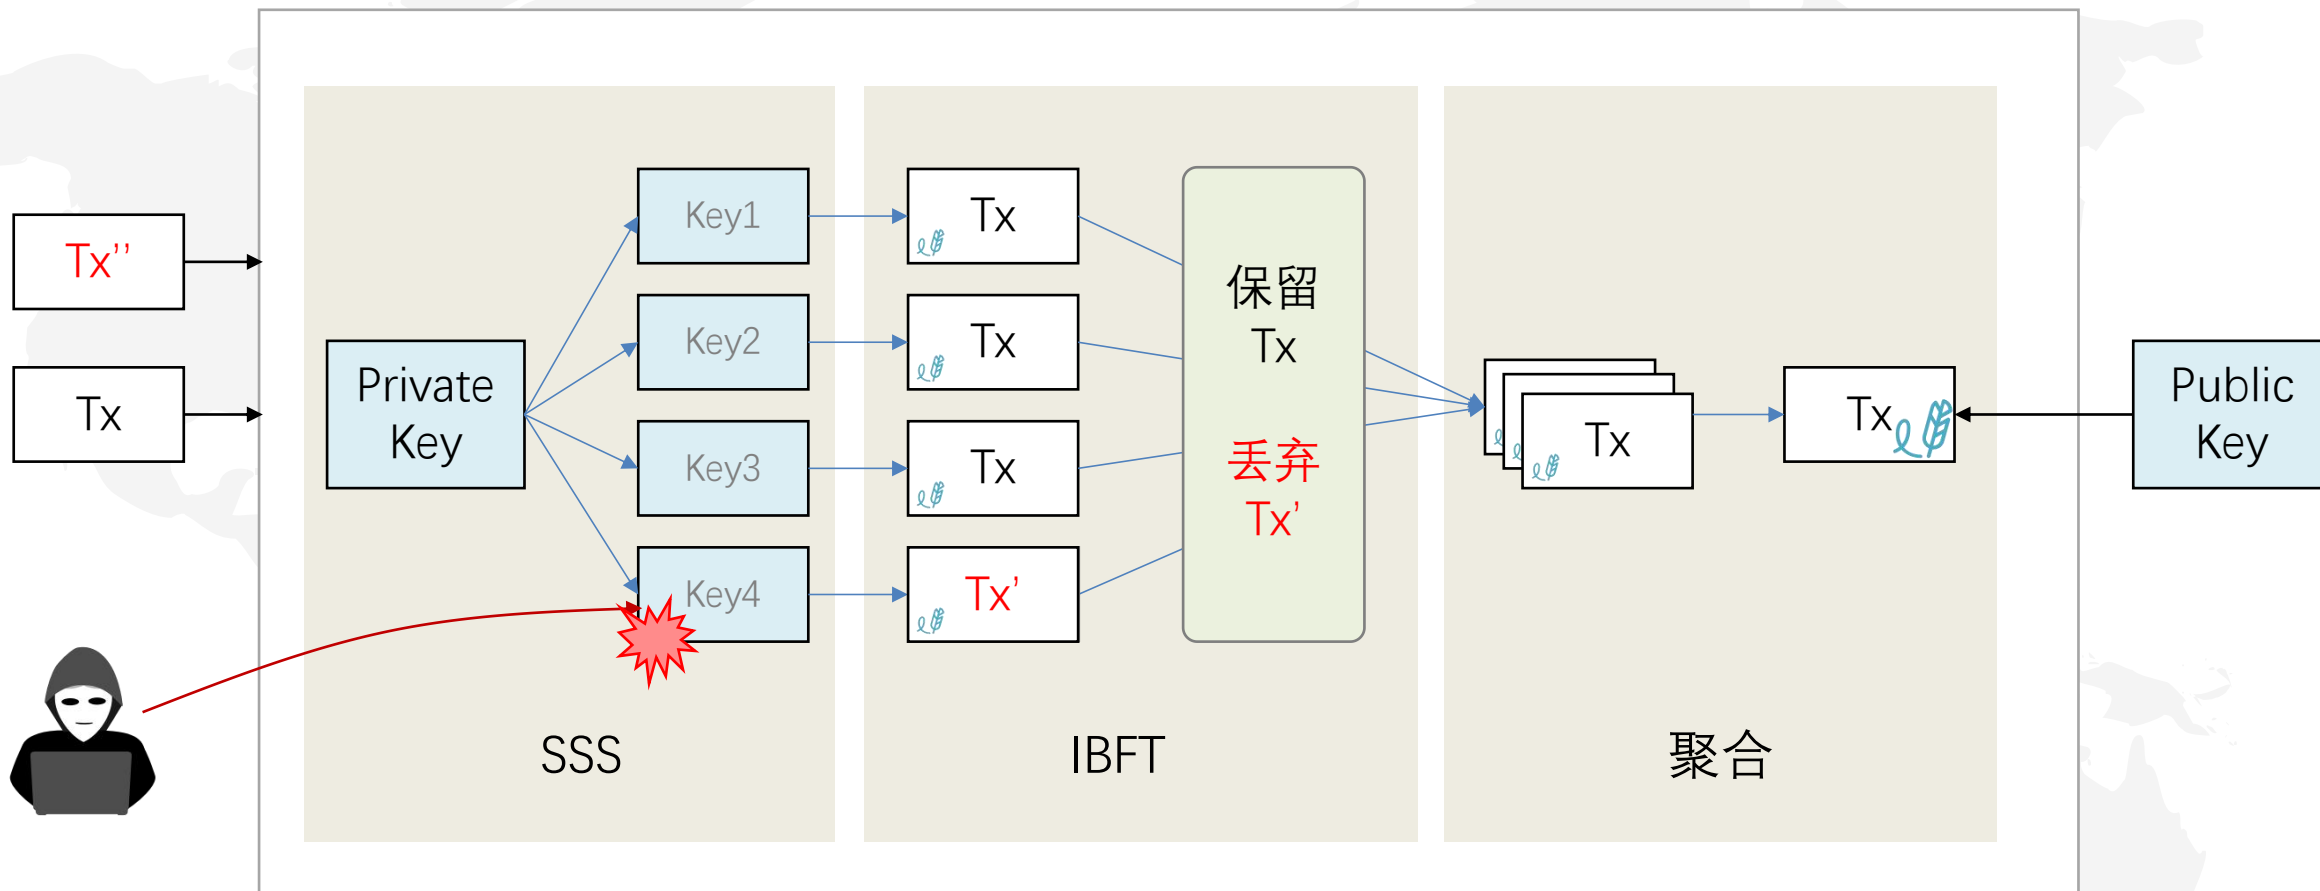 Tx’’
Tx
Private
Key
Key1
Key2
Key3
Key4
SSS
Tx
Tx
Tx
Tx’
保留
Tx
丢弃
Tx’
IBFT
Tx
Tx
聚合
Public
Key